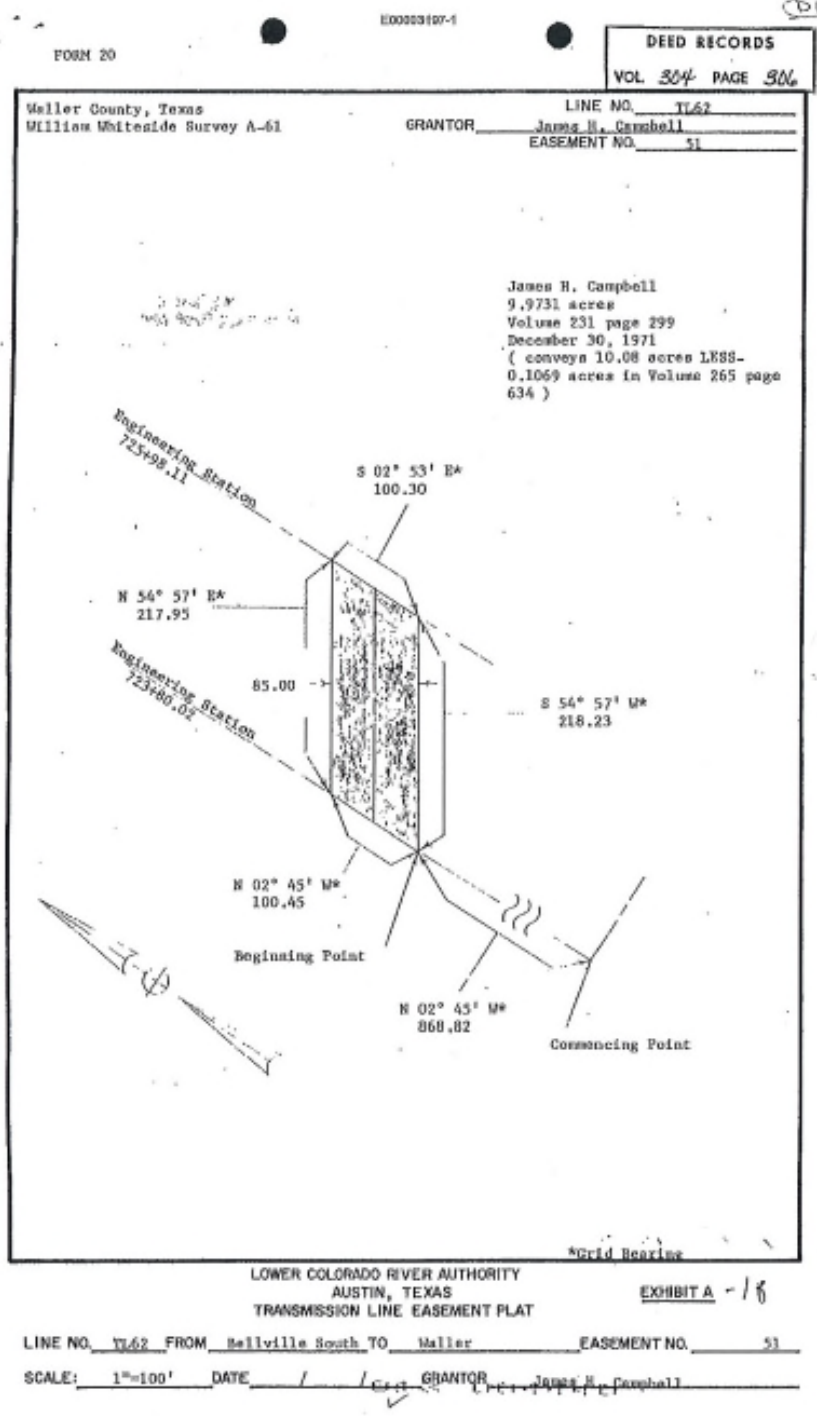 E00003197-1
FORM 20
DEED RECORDS
VOL 304 PAGE 306
Waller County, Texas
William Whiteside Survey A-61
LINE NO. TL62
GRANTOR James H. Campbell
EASEMENT NO. 51
James H. Campbell
9.9731 acres
Volume 231 page 299
December 30, 1971
( conveys 10.08 acres LESS-
0.1069 acres in Volume 265 page
634 )
Engineering Station
725+98.11
S 02° 53' E*
100.30
N 54° 57' E*
217.95
Engineering Station
723+80.02
85.00
S 54° 57' W*
218.23
N 02° 45' W*
100.45
Beginning Point
N 02° 45' W*
868.82
Commencing Point
*Grid Bearing
LOWER COLORADO RIVER AUTHORITY
AUSTIN, TEXAS
TRANSMISSION LINE EASEMENT PLAT
EXHIBIT A -18
LINE NO. TL62 FROM Bellville South TO Waller EASEMENT NO. 51
SCALE: 1"=100' DATE / / GRANTOR James H. Campbell